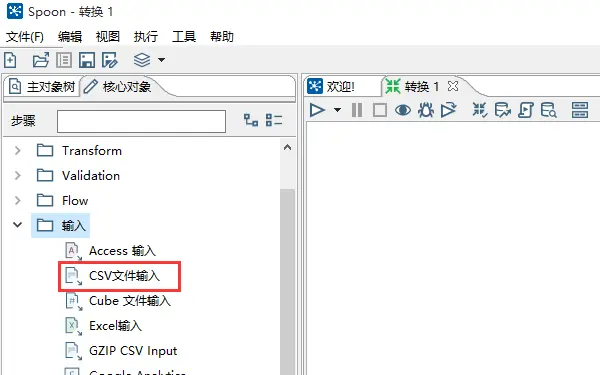 Spoon - 转换 1
文件(F) 编辑 视图 执行 工具 帮助
主对象树 核心对象 欢迎! 转换 1
步骤
Transform
Validation
Flow
输入
Access 输入
CSV文件输入
Cube 文件输入
Excel输入
GZIP CSV Input
Google Analytics